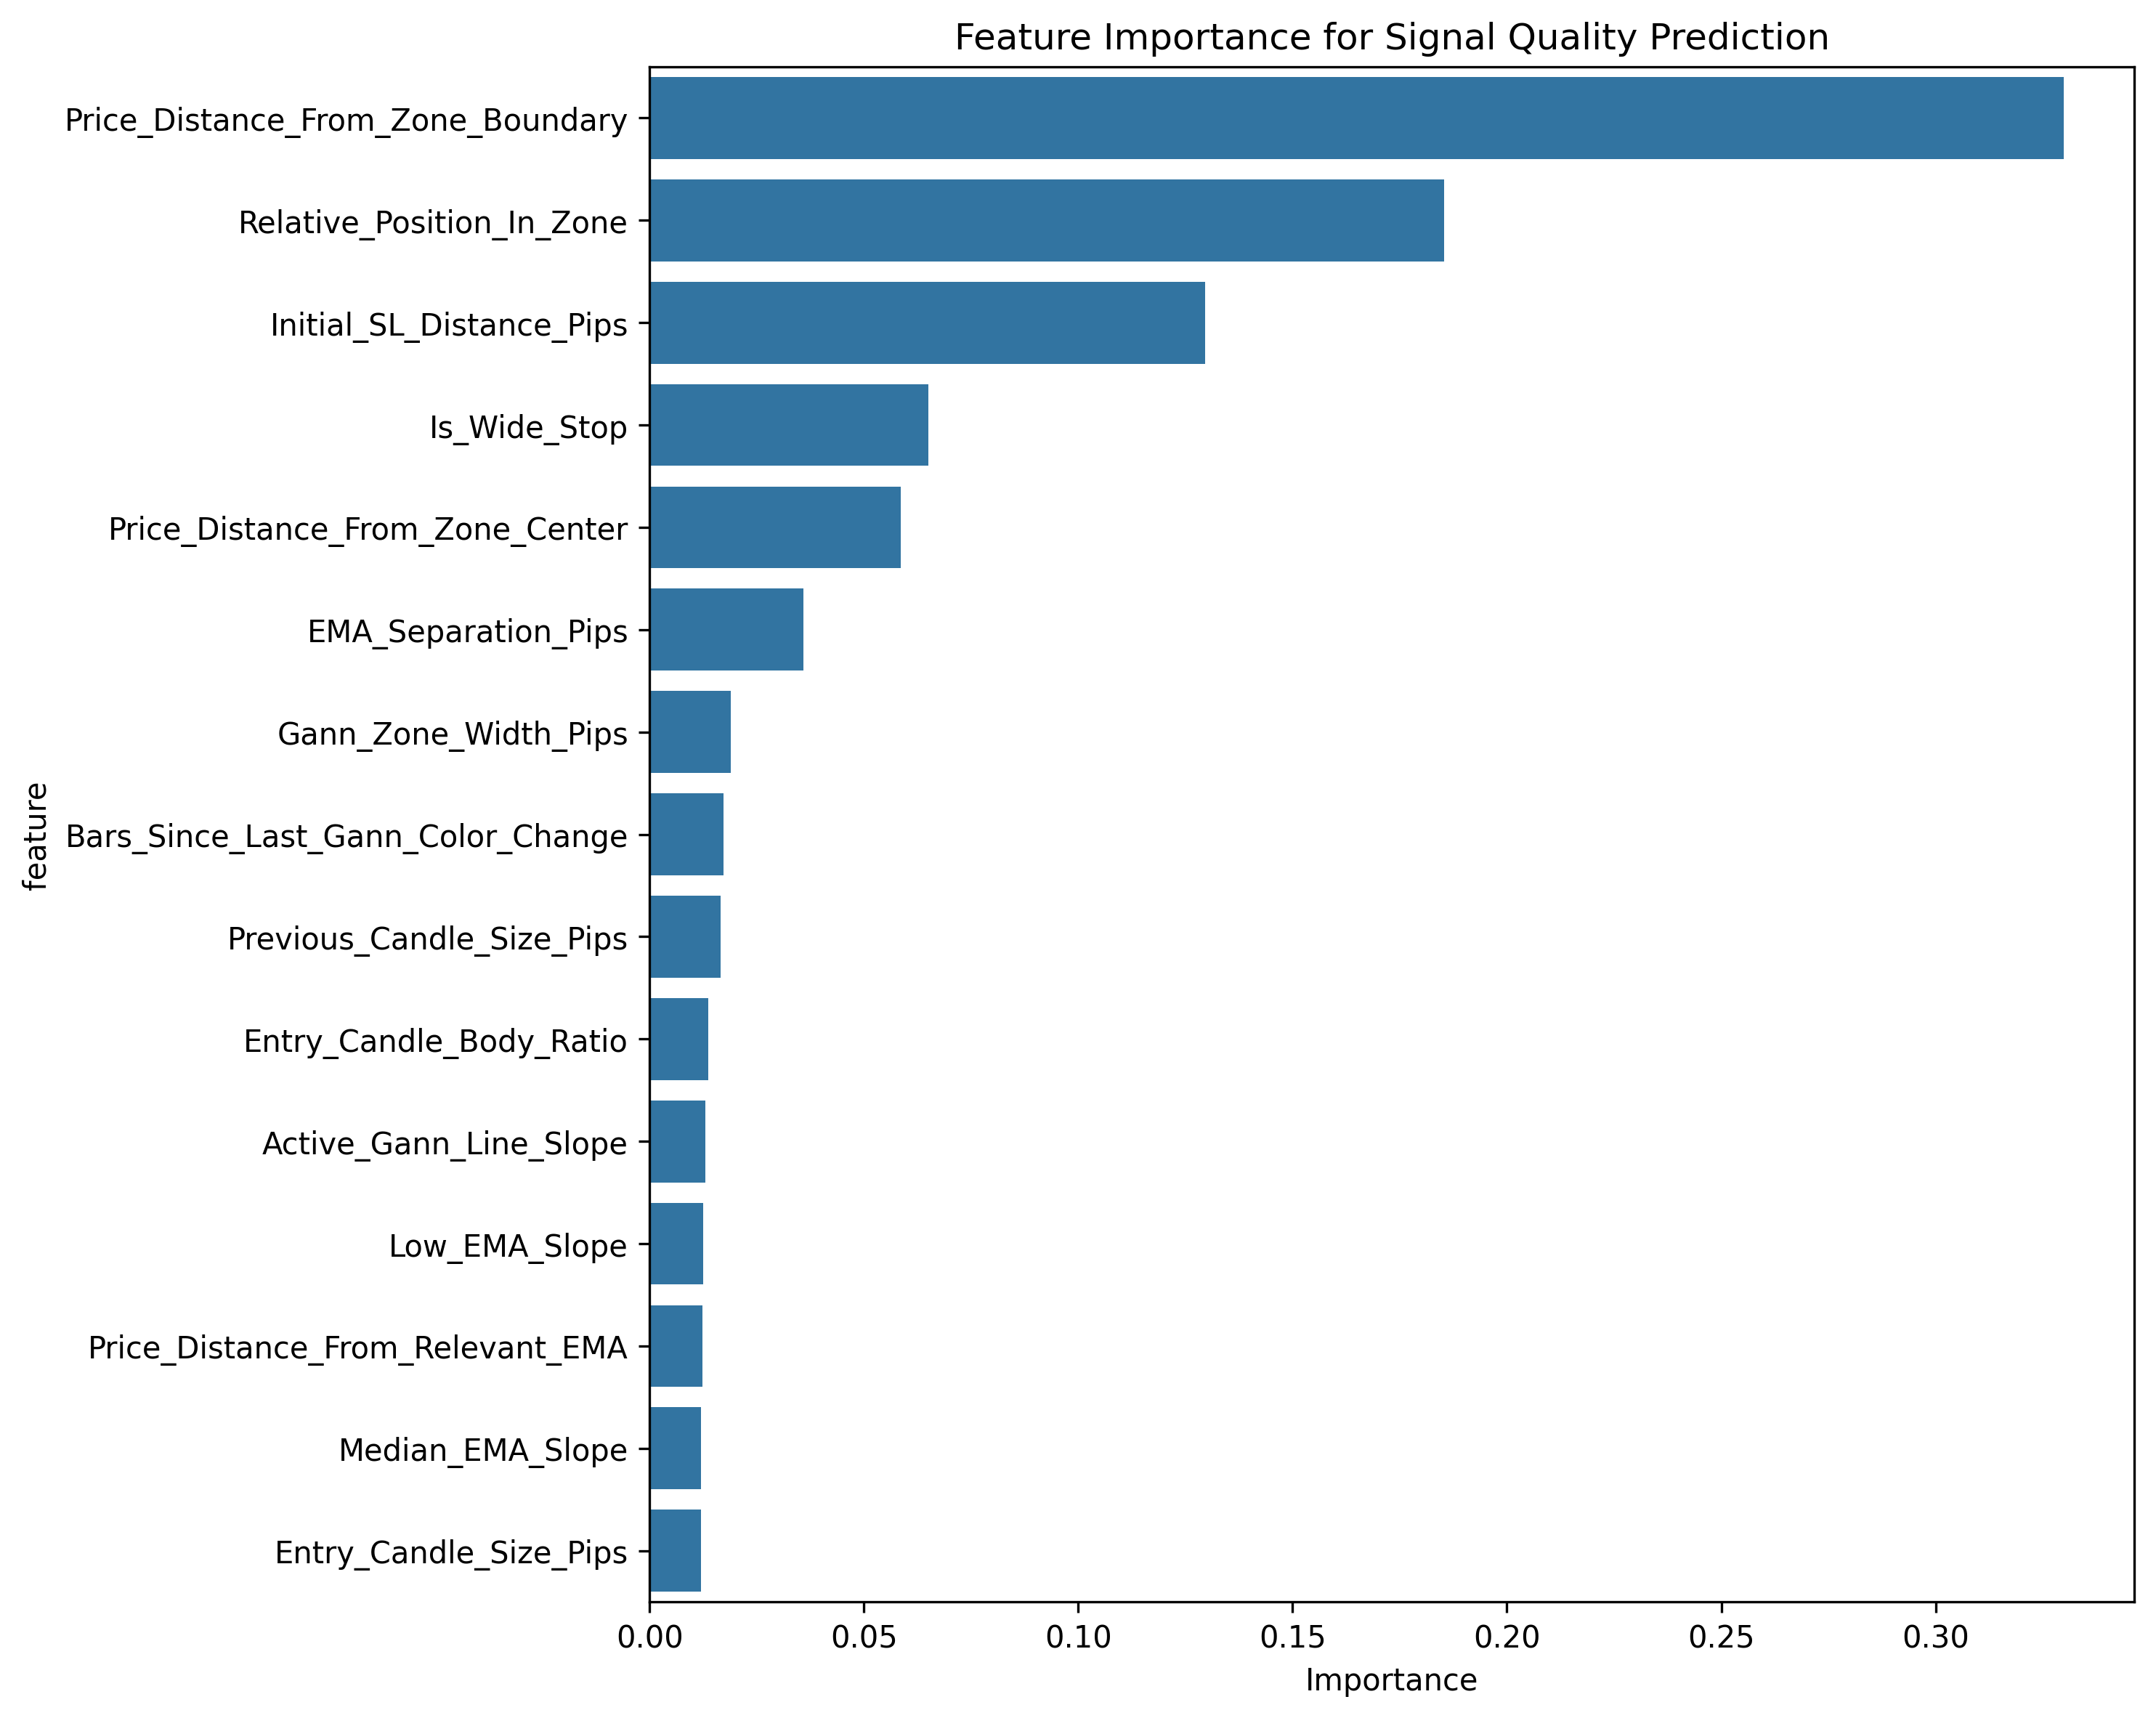 Feature Importance for Signal Quality Prediction
Price_Distance_From_Zone_Boundary
Relative_Position_In_Zone
Initial_SL_Distance_Pips
Is_Wide_Stop
Price_Distance_From_Zone_Center
EMA_Separation_Pips
Gann_Zone_Width_Pips
Bars_Since_Last_Gann_Color_Change
Previous_Candle_Size_Pips
Entry_Candle_Body_Ratio
Active_Gann_Line_Slope
Low_EMA_Slope
Price_Distance_From_Relevant_EMA
Median_EMA_Slope
Entry_Candle_Size_Pips
feature
0.00 0.05 0.10 0.15 0.20 0.25 0.30
Importance